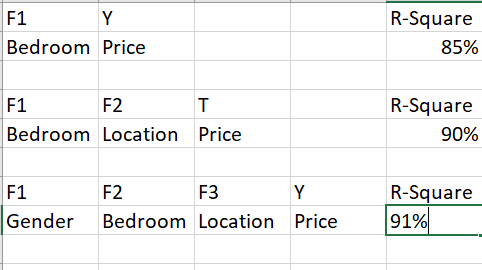 F1 Y R-Square
Bedroom Price 85%
F1 F2 T R-Square
Bedroom Location Price 90%
F1 F2 F3 Y R-Square
Gender Bedroom Location Price 91%